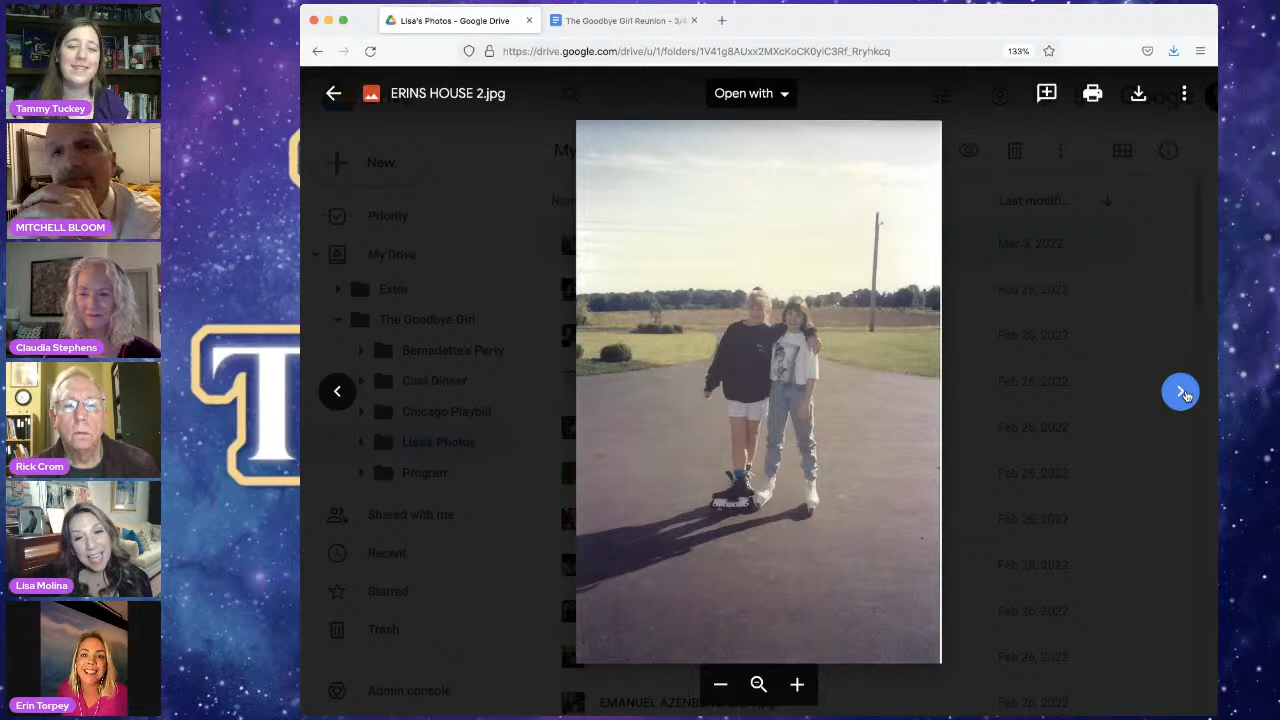 Tammy Tuckey
MITCHELL BLOOM
Claudia Stephens
Rick Crom
Lisa Molina
Erin Torpey
Lisa's Photos - Google Drive
The Goodbye Girl Reunion - 3/4
https://drive.google.com/drive/u/1/folders/1V41g8AUxx2MXcKoCK0yiC3Rf_Rryhkcq
133%
ERINS HOUSE 2.jpg
Open with
New
My
Priority
Last modifi...
My Drive
Mar 3, 2022
Extra
The Goodbye Girl
Bernadette's Party
Cast Dinner
Chicago Playbill
Lisa's Photos
Program
Shared with me
Recent
Starred
Trash
Admin console
T